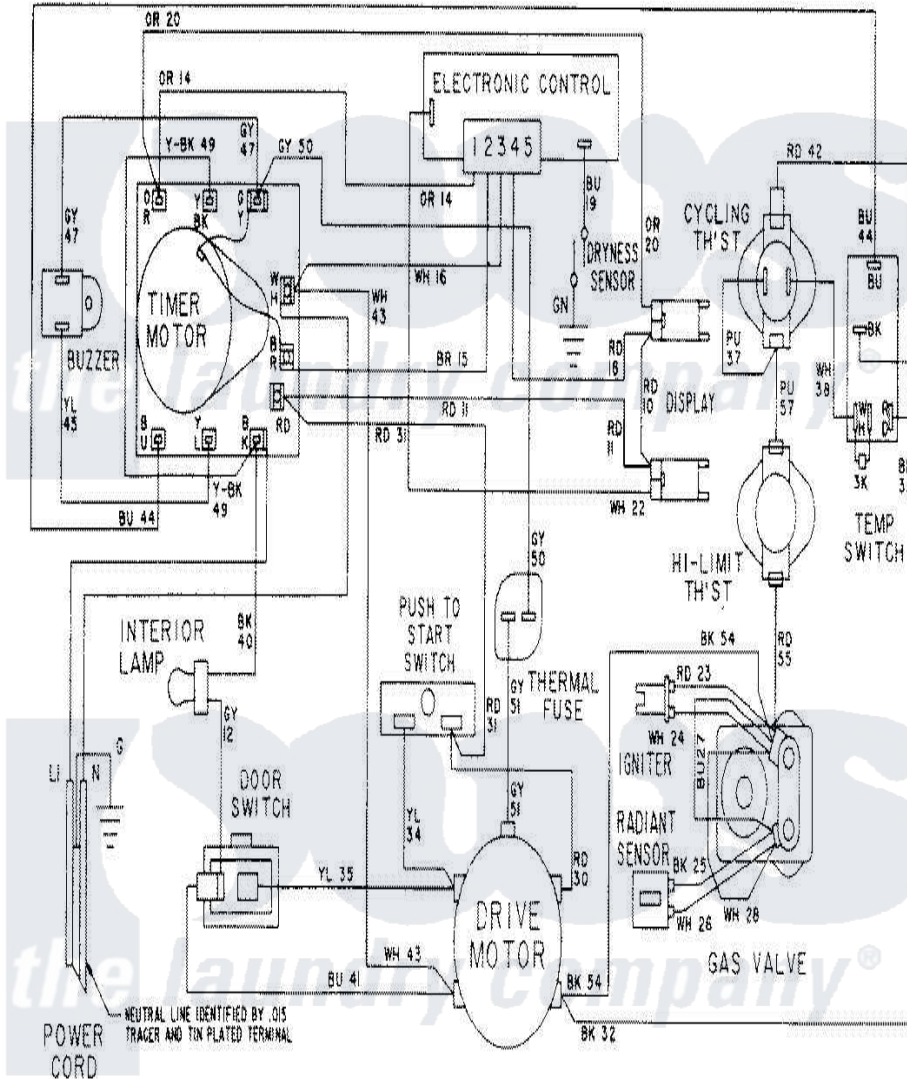 OR 20
OR 14
ELECTRONIC CONTROL
GY 47
Y-BK 49
GY 47
GY 50
1 2 3 4 5
OR 14
BU 19
OR 20
CYCLING
TH'ST
RD 42
BU 44
O R
Y
BK
G Y
DRYNESS
SENSOR
WH 16
W H
WH 43
GN
BU
BK
TIMER
MOTOR
BUZZER
B R
BR 15
RD 18
RD 10
DISPLAY
PU 37
PU 57
WH 38
YL 45
RD 11
RD
RD 31
RD 11
W H
R D
3K
B U
Y L
B K
Y-BK 49
BU 44
WH 22
TEMP
SWITCH
GY 50
HI-LIMIT
TH'ST
INTERIOR
LAMP
BK 40
PUSH TO
START
SWITCH
BK 54
RD 55
RD 23
THERMAL
FUSE
GY 51
RD 31
GY 12
WH 24
IGNITER
BU 27
L1
N
G
DOOR
SWITCH
YL 34
GY 51
RD 30
RADIANT
SENSOR
BK 25
YL 35
WH 26
WH 28
DRIVE
MOTOR
GAS VALVE
WH 43
BU 41
BK 54
BK 32
NEUTRAL LINE IDENTIFIED BY .015
TRACER AND TIN PLATED TERMINAL
POWER
CORD
the laundry company®
the laundry company®